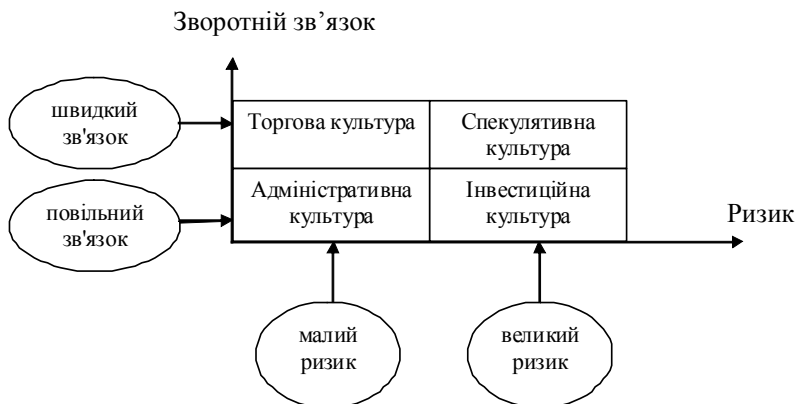 Зворотній зв’язок
швидкий
зв'язок
Торгова культура
Спекулятивна
культура
повільний
зв'язок
Адміністративна
культура
Інвестиційна
культура
Ризик
малий
ризик
великий
ризик